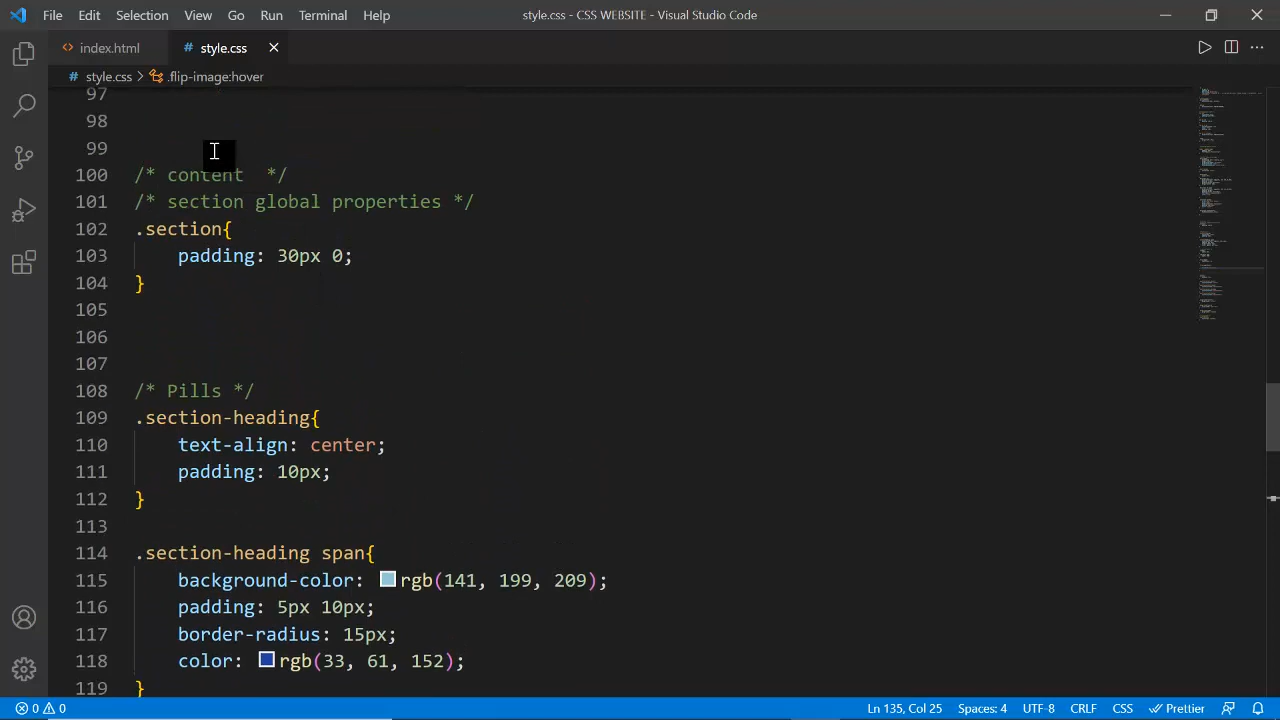 File Edit Selection View Go Run Terminal Help style.css - CSS WEBSITE - Visual Studio Code
index.html # style.css
# style.css > .flip-image:hover
97
98
99
100 /* content  */
101 /* section global properties */
102 .section{
103 padding: 30px 0;
104 }
105
106
107
108 /* Pills */
109 .section-heading{
110 text-align: center;
111 padding: 10px;
112 }
113
114 .section-heading span{
115 background-color: rgb(141, 199, 209);
116 padding: 5px 10px;
117 border-radius: 15px;
118 color: rgb(33, 61, 152);
119 }
0 0 Ln 135, Col 25 Spaces: 4 UTF-8 CRLF CSS Prettier